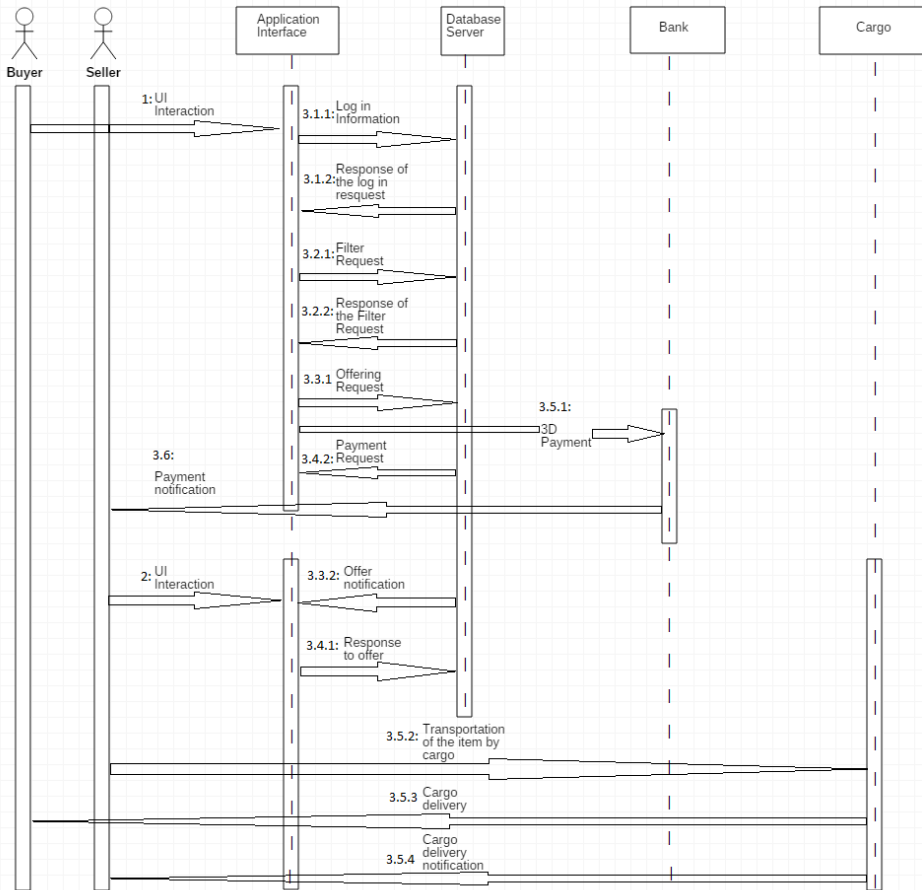 Application
Interface
Database
Server
Bank
Cargo
Buyer
Seller
1: UI
Interaction
3.1.1: Log in
Information
3.1.2: Response of
the log in
resquest
3.2.1: Filter
Request
3.2.2: Response of
the Filter
Request
3.3.1 Offering
Request
3.5.1:
3D
Payment
3.4.2: Payment
Request
3.6:
Payment
notification
2: UI
Interaction
3.3.2: Offer
notification
3.4.1: Response
to offer
3.5.2: Transportation
of the item by
cargo
3.5.3 Cargo
delivery
3.5.4 Cargo
delivery
notification